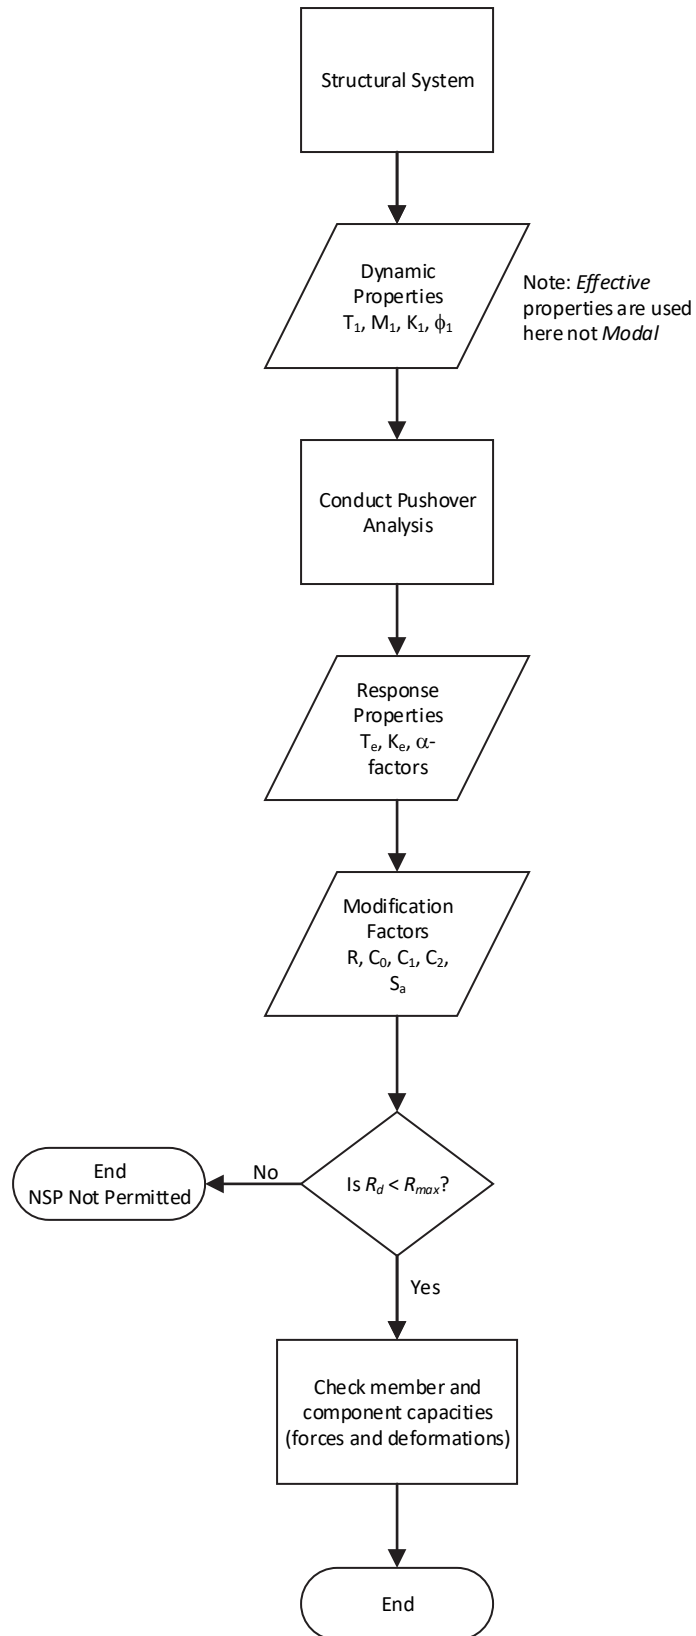 Structural System
Dynamic
Properties
T₁, M₁, K₁, ϕ₁
Note: Effective
properties are used
here not Modal
Conduct Pushover
Analysis
Response
Properties
Tₑ, Kₑ, α-
factors
Modification
Factors
R, C₀, C₁, C₂,
Sₐ
Is R_d < R_max?
No
End
NSP Not Permitted
Yes
Check member and
component capacities
(forces and deformations)
End